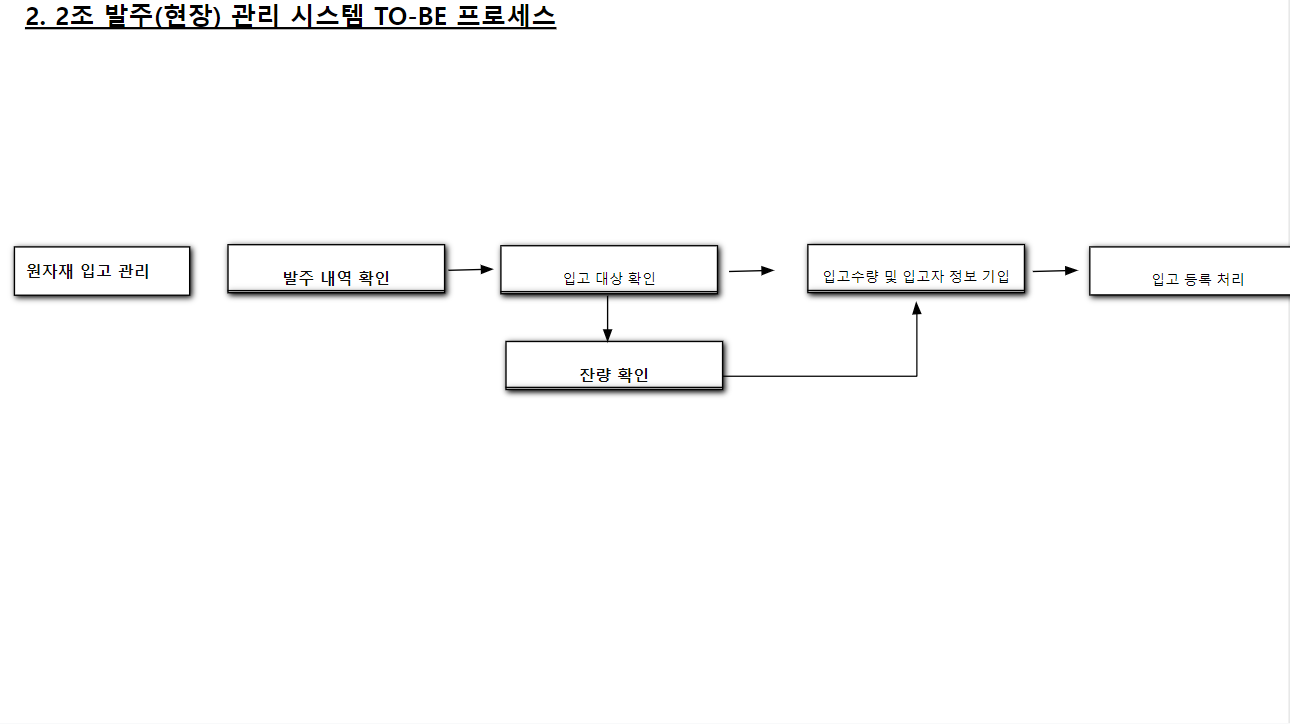 2. 2조 발주(현장) 관리 시스템 TO-BE 프로세스
원자재 입고 관리
발주 내역 확인
입고 대상 확인
입고수량 및 입고자 정보 기입
입고 등록 처리
잔량 확인